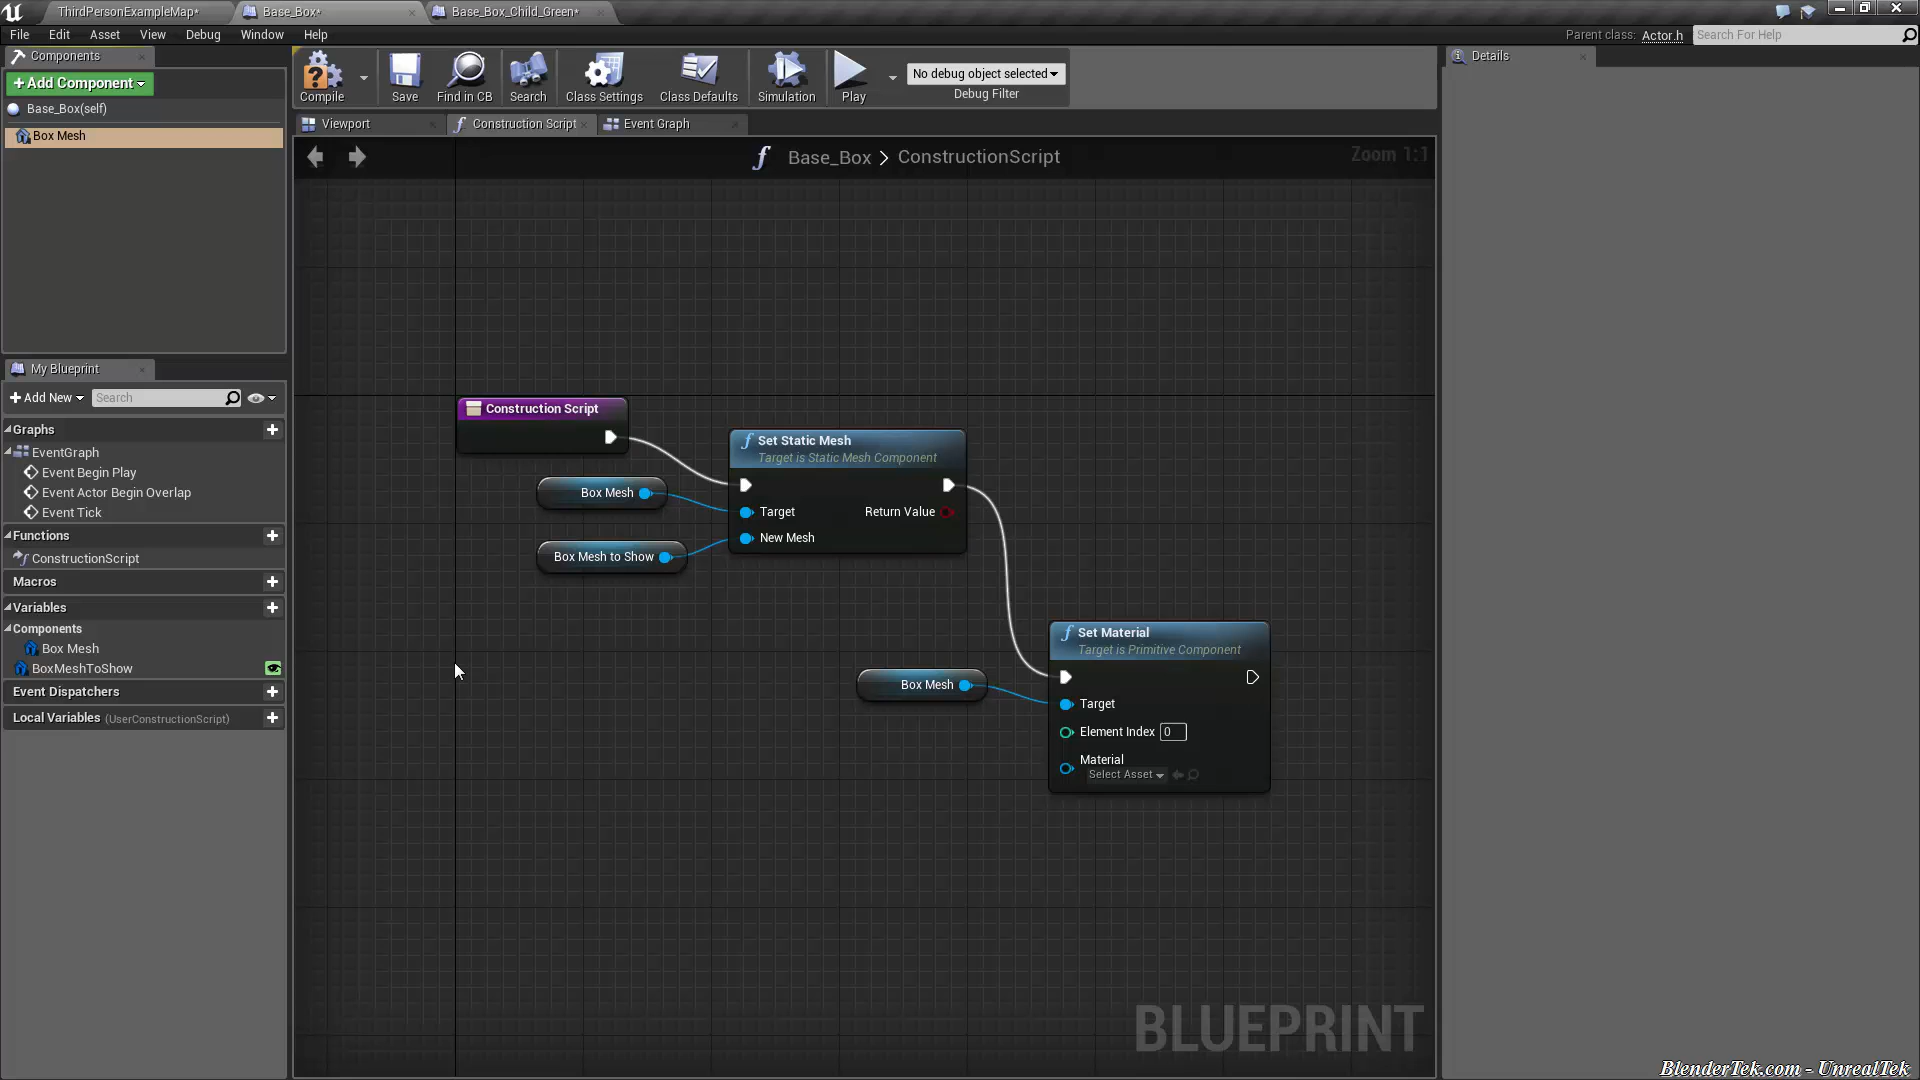 ThirdPersonExampleMap*
Base_Box*
Base_Box_Child_Green*
File Edit Asset View Debug Window Help
Parent class: Actor.h
Search For Help
Components
+Add Component
Base_Box(self)
Box Mesh
Compile
Save
Find in CB
Search
Class Settings
Class Defaults
Simulation
Play
No debug object selected
Debug Filter
Details
Viewport
Construction Script
Event Graph
Base_Box > ConstructionScript
Zoom 1:1
My Blueprint
+Add New
Search
Graphs
EventGraph
Event Begin Play
Event Actor Begin Overlap
Event Tick
Functions
ConstructionScript
Macros
Variables
Components
Box Mesh
BoxMeshToShow
Event Dispatchers
Local Variables (UserConstructionScript)
Construction Script
Box Mesh
Box Mesh to Show
Set Static Mesh
Target is Static Mesh Component
Target
Return Value
New Mesh
Box Mesh
Set Material
Target is Primitive Component
Target
Element Index 0
Material
Select Asset
BLUEPRINT
BlenderTek.com - UnrealTek